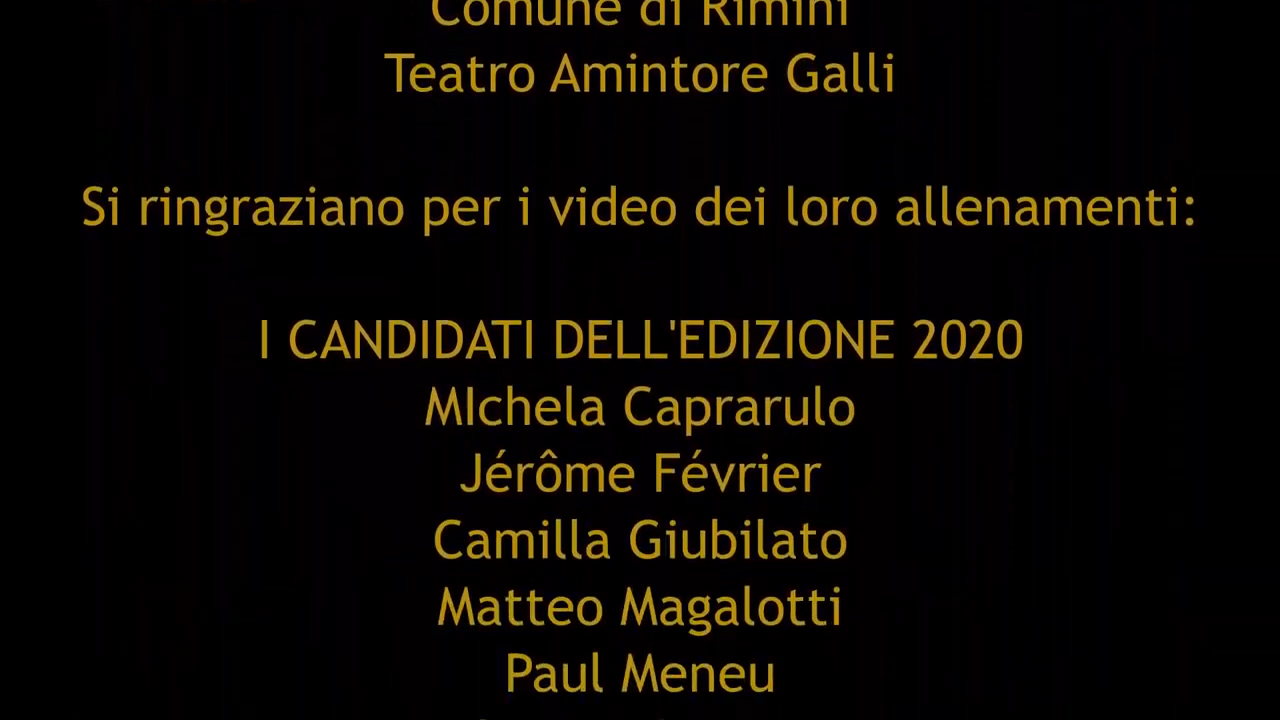 Comune di Rimini
Teatro Amintore Galli
Si ringraziano per i video dei loro allenamenti:
I CANDIDATI DELL'EDIZIONE 2020
MIchela Caprarulo
Jérôme Février
Camilla Giubilato
Matteo Magalotti
Paul Meneu